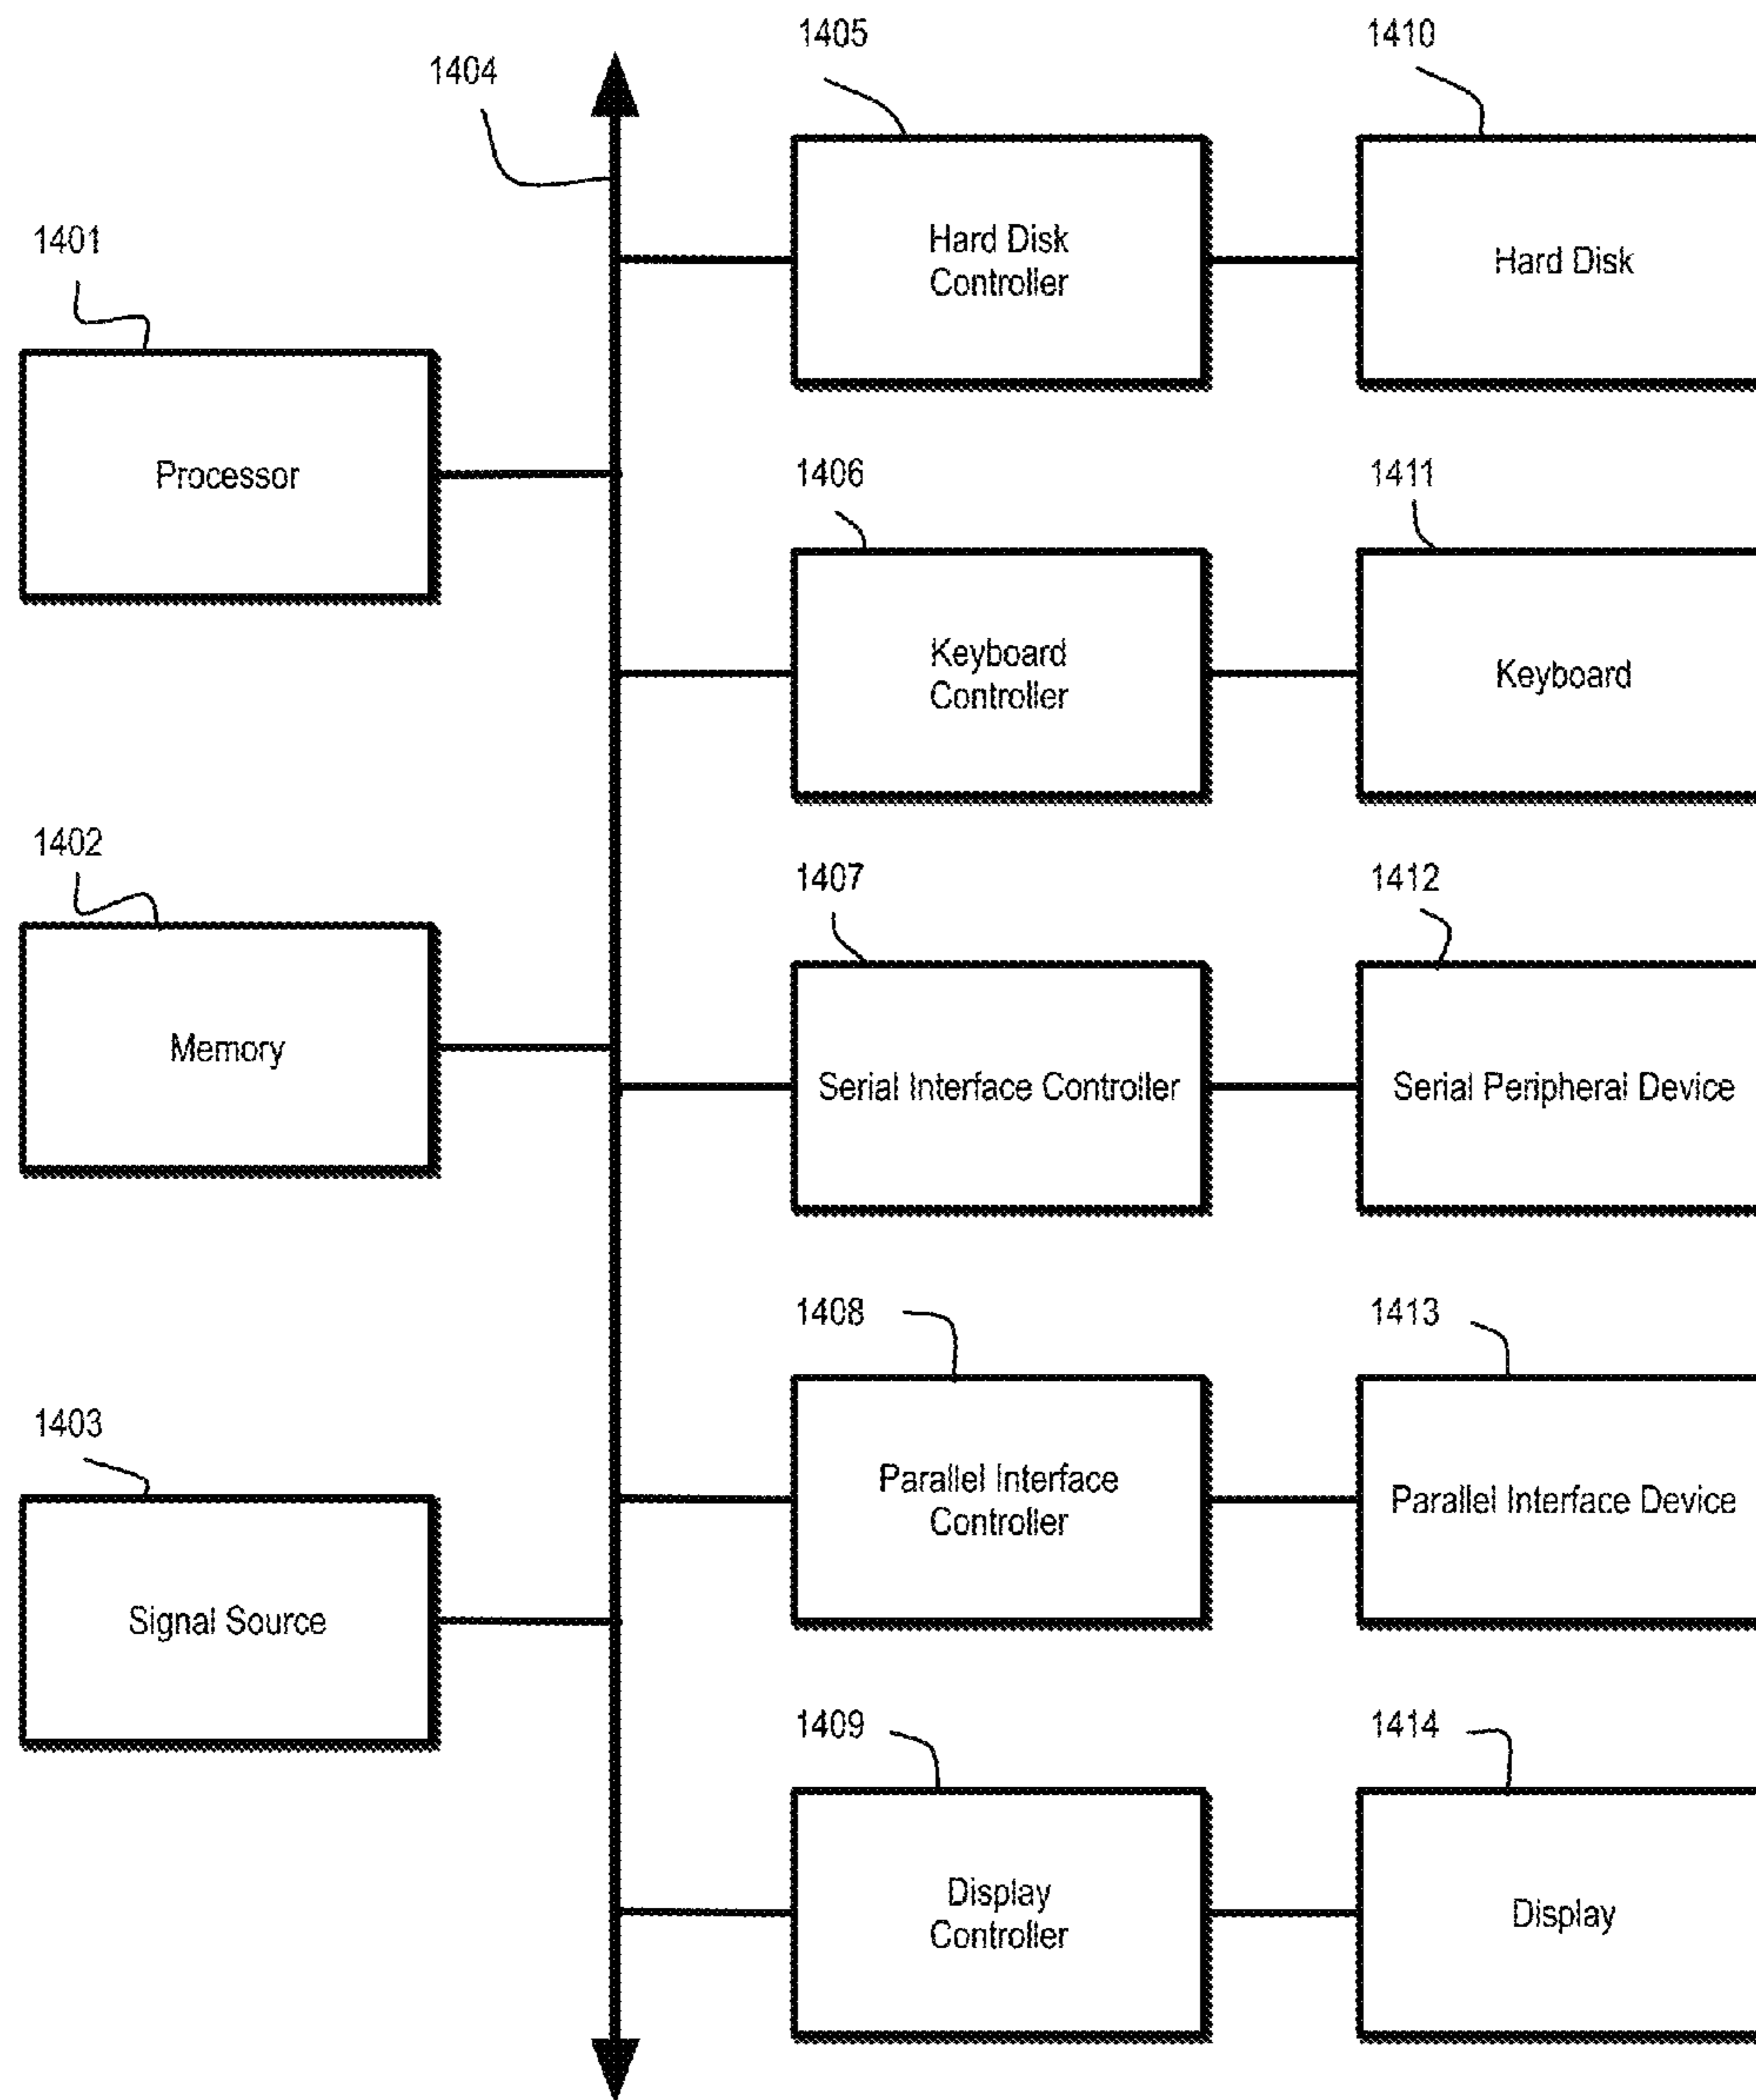 1404
1405
1410
Hard Disk
Controller
Hard Disk
1401
Processor
1406
1411
Keyboard
Controller
Keyboard
1402
Memory
1407
1412
Serial Interface Controller
Serial Peripheral Device
1408
1413
Parallel Interface
Controller
Parallel Interface Device
1403
Signal Source
1409
1414
Display
Controller
Display